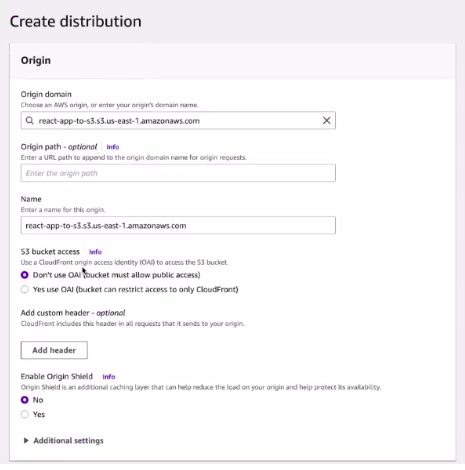 Create distribution
Origin
Origin domain
Choose an AWS origin, or enter your origin's domain name.
react-app-to-s3.s3.us-east-1.amazonaws.com
Origin path - optional Info
Enter a URL path to append to the origin domain name for origin requests.
Enter the origin path
Name
Enter a name for this origin.
react-app-to-s3.s3.us-east-1.amazonaws.com
S3 bucket access Info
Use a CloudFront origin access identity (OAI) to access the S3 bucket.
Don't use OAI (bucket must allow public access)
Yes use OAI (bucket can restrict access to only CloudFront)
Add custom header - optional
CloudFront includes this header in all requests that it sends to your origin.
Add header
Enable Origin Shield Info
Origin Shield is an additional caching layer that can help reduce the load on your origin and help protect its availability.
No
Yes
Additional settings